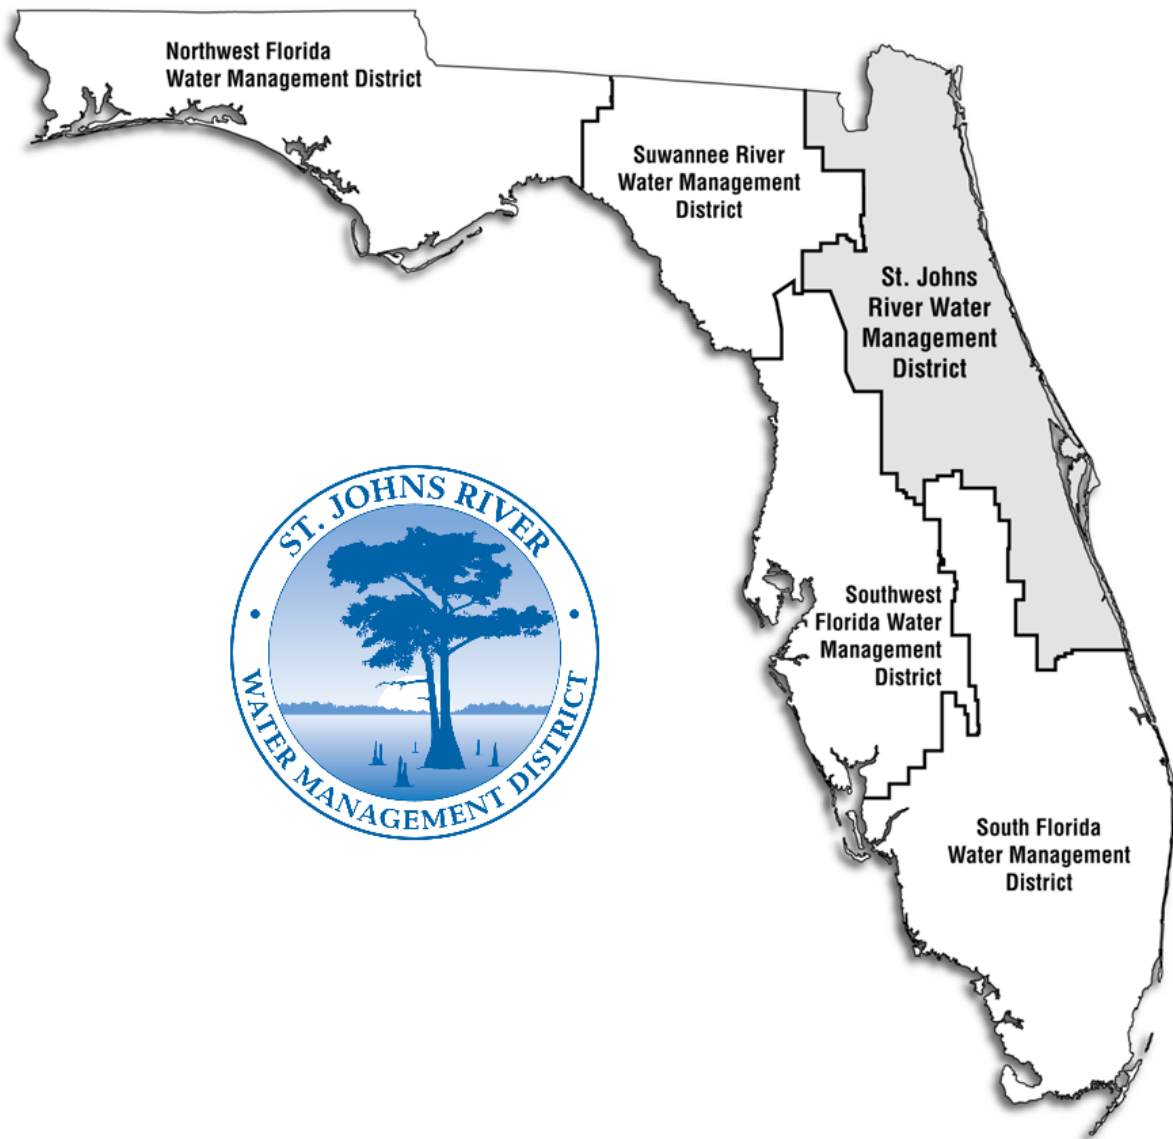 Northwest Florida
Water Management District
Suwannee River
Water Management
District
St. Johns
River Water
Management
District
ST. JOHNS RIVER
WATER MANAGEMENT DISTRICT
Southwest
Florida Water
Management
District
South Florida
Water Management
District